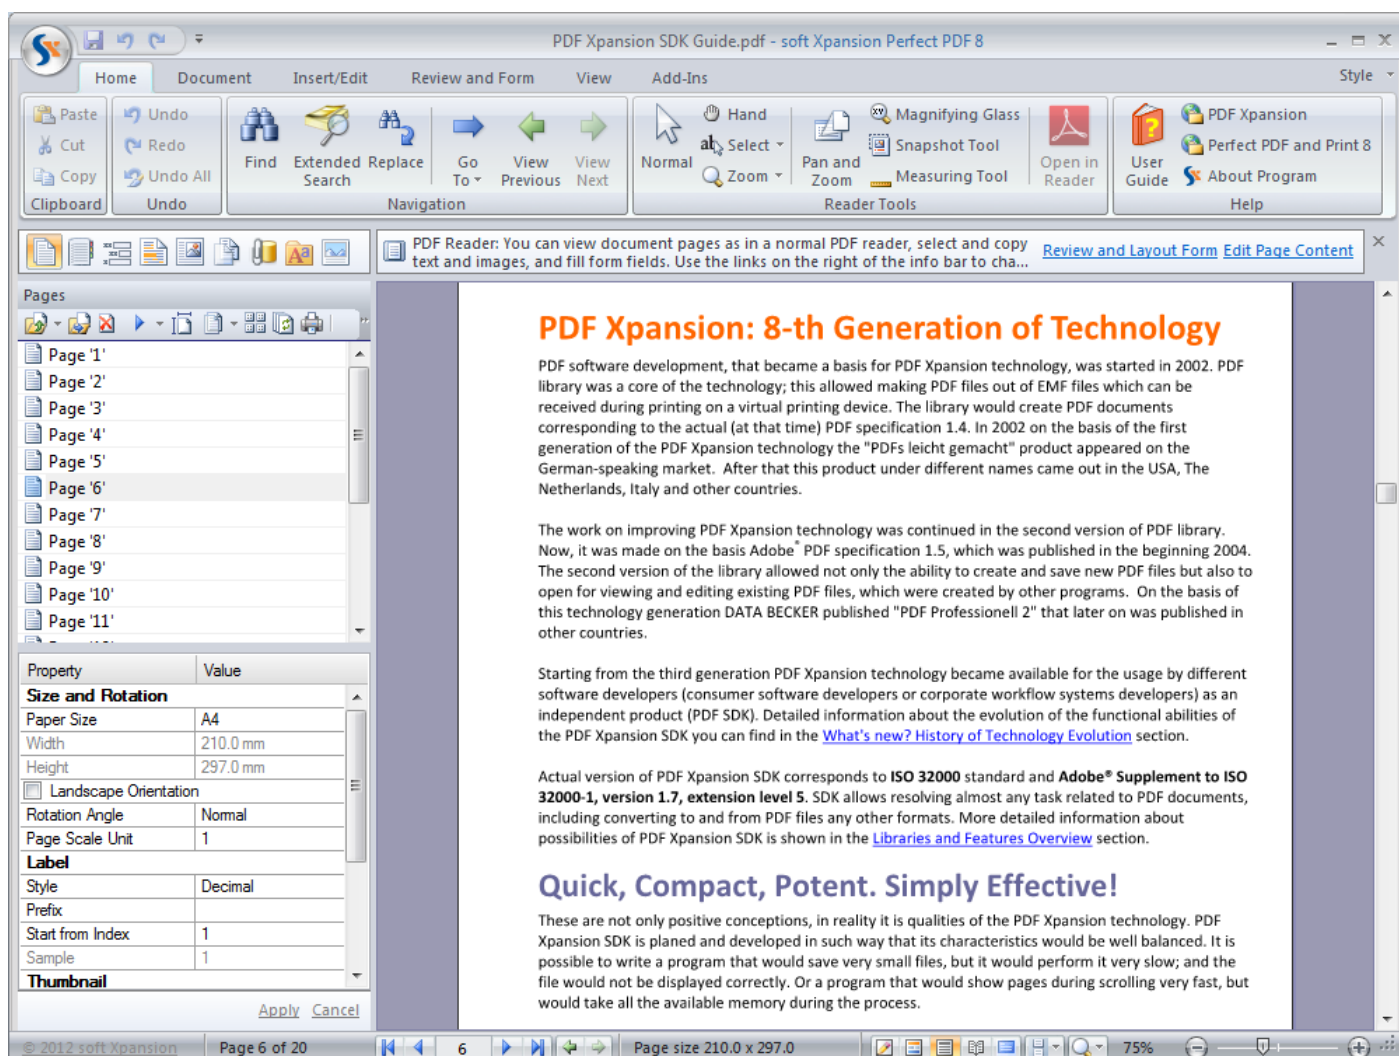 PDF Xpansion SDK Guide.pdf - soft Xpansion Perfect PDF 8
Home Document Insert/Edit Review and Form View Add-Ins Style
Paste
Cut
Copy
Clipboard
Undo
Redo
Undo All
Undo
Find
Extended Search
Replace
Go To
View Previous
View Next
Navigation
Normal
Hand
Select
Zoom
Pan and Zoom
Magnifying Glass
Snapshot Tool
Measuring Tool
Open in Reader
Reader Tools
User Guide
PDF Xpansion
Perfect PDF and Print 8
About Program
Help
PDF Reader: You can view document pages as in a normal PDF reader, select and copy
text and images, and fill form fields. Use the links on the right of the info bar to cha...
Review and Layout Form Edit Page Content
Pages
Page '1'
Page '2'
Page '3'
Page '4'
Page '5'
Page '6'
Page '7'
Page '8'
Page '9'
Page '10'
Page '11'
Property Value
Size and Rotation
Paper Size A4
Width 210.0 mm
Height 297.0 mm
Landscape Orientation
Rotation Angle Normal
Page Scale Unit 1
Label
Style Decimal
Prefix
Start from Index 1
Sample 1
Thumbnail
Apply Cancel
PDF Xpansion: 8-th Generation of Technology
PDF software development, that became a basis for PDF Xpansion technology, was started in 2002. PDF
library was a core of the technology; this allowed making PDF files out of EMF files which can be
received during printing on a virtual printing device. The library would create PDF documents
corresponding to the actual (at that time) PDF specification 1.4. In 2002 on the basis of the first
generation of the PDF Xpansion technology the "PDFs leicht gemacht" product appeared on the
German-speaking market. After that this product under different names came out in the USA, The
Netherlands, Italy and other countries.
The work on improving PDF Xpansion technology was continued in the second version of PDF library.
Now, it was made on the basis Adobe® PDF specification 1.5, which was published in the beginning 2004.
The second version of the library allowed not only the ability to create and save new PDF files but also to
open for viewing and editing existing PDF files, which were created by other programs. On the basis of
this technology generation DATA BECKER published "PDF Professionell 2" that later on was published in
other countries.
Starting from the third generation PDF Xpansion technology became available for the usage by different
software developers (consumer software developers or corporate workflow systems developers) as an
independent product (PDF SDK). Detailed information about the evolution of the functional abilities of
the PDF Xpansion SDK you can find in the What's new? History of Technology Evolution section.
Actual version of PDF Xpansion SDK corresponds to ISO 32000 standard and Adobe® Supplement to ISO
32000-1, version 1.7, extension level 5. SDK allows resolving almost any task related to PDF documents,
including converting to and from PDF files any other formats. More detailed information about
possibilities of PDF Xpansion SDK is shown in the Libraries and Features Overview section.
Quick, Compact, Potent. Simply Effective!
These are not only positive conceptions, in reality it is qualities of the PDF Xpansion technology. PDF
Xpansion SDK is planed and developed in such way that its characteristics would be well balanced. It is
possible to write a program that would save very small files, but it would perform it very slow; and the
file would not be displayed correctly. Or a program that would show pages during scrolling very fast, but
would take all the available memory during the process.
© 2012 soft Xpansion Page 6 of 20 6 Page size 210.0 x 297.0 75%